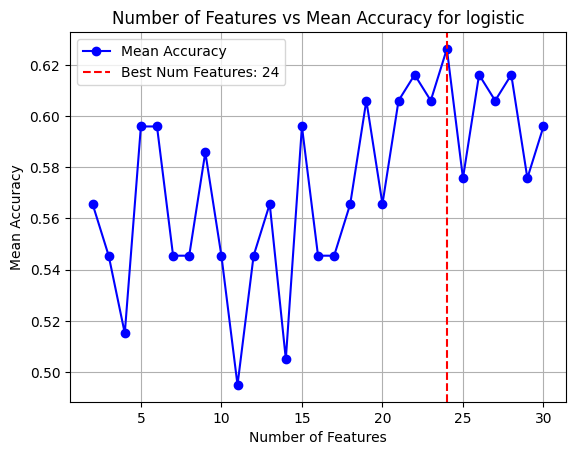 Number of Features vs Mean Accuracy for logistic
Mean Accuracy
Best Num Features: 24
Mean Accuracy
0.62
0.60
0.58
0.56
0.54
0.52
0.50
5 10 15 20 25 30
Number of Features